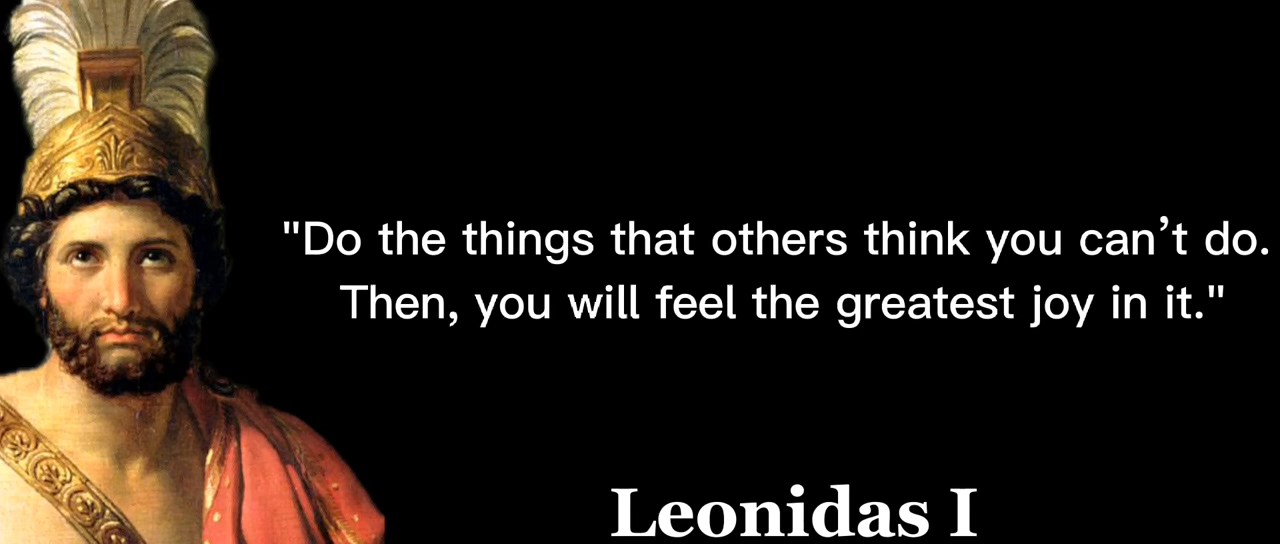 "Do the things that others think you can’t do.
Then, you will feel the greatest joy in it."
Leonidas I